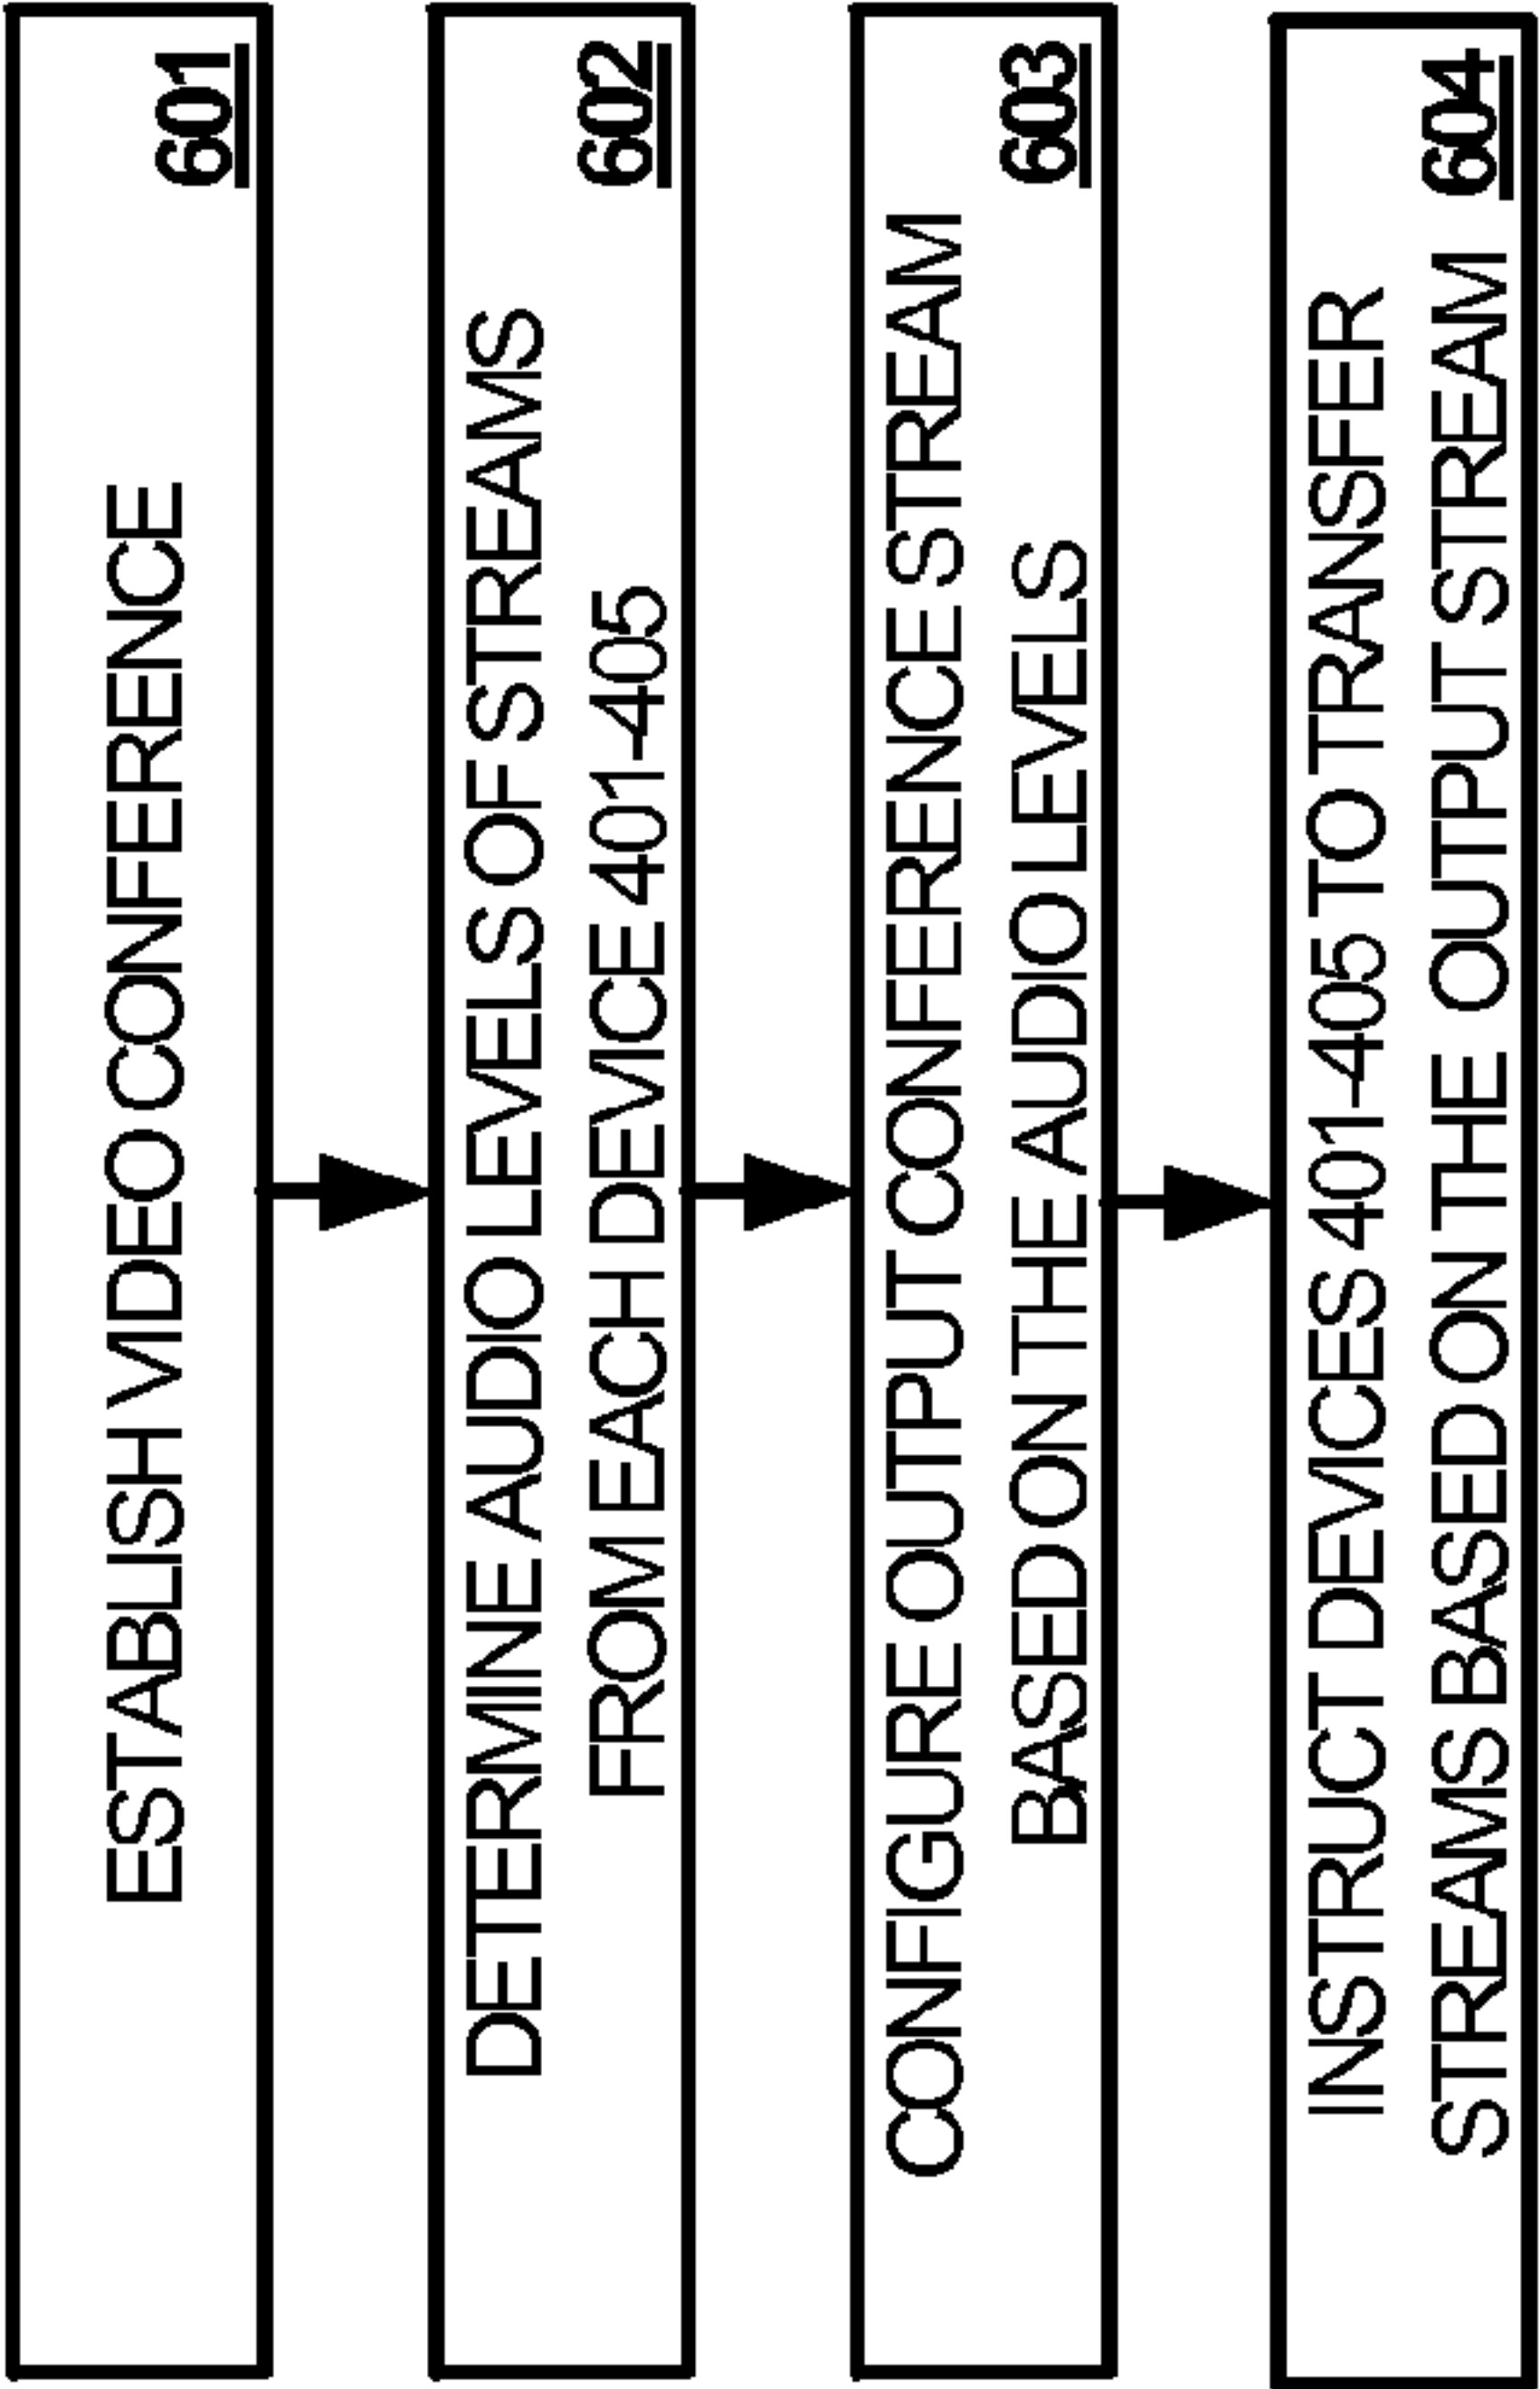 ESTABLISH VIDEO CONFERENCE
601
DETERMINE AUDIO LEVELS OF STREAMS
FROM EACH DEVICE 401-405
602
CONFIGURE OUTPUT CONFERENCE STREAM
BASED ON THE AUDIO LEVELS
603
INSTRUCT DEVICES 401-405 TO TRANSFER
STREAMS BASED ON THE OUTPUT STREAM
604